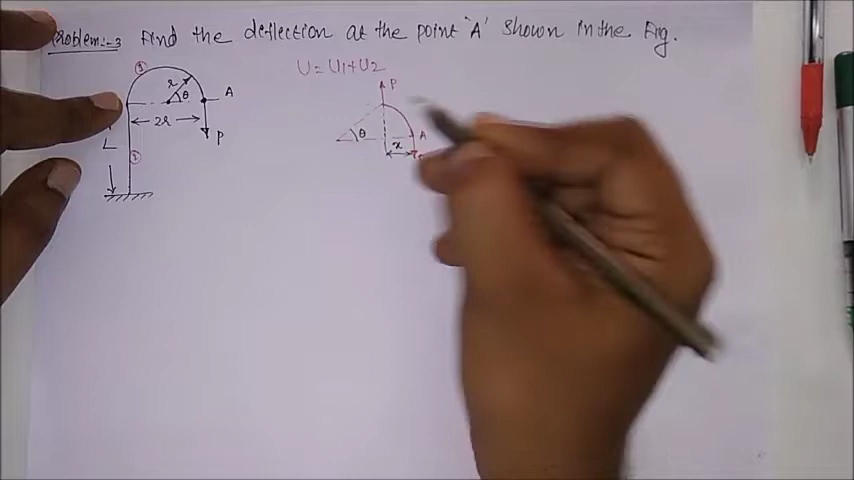 Problem:-3 Find the deflection at the point 'A' shown in the Fig.
U = U1+U2
r
θ
A
2r
P
L
P
θ
A
x